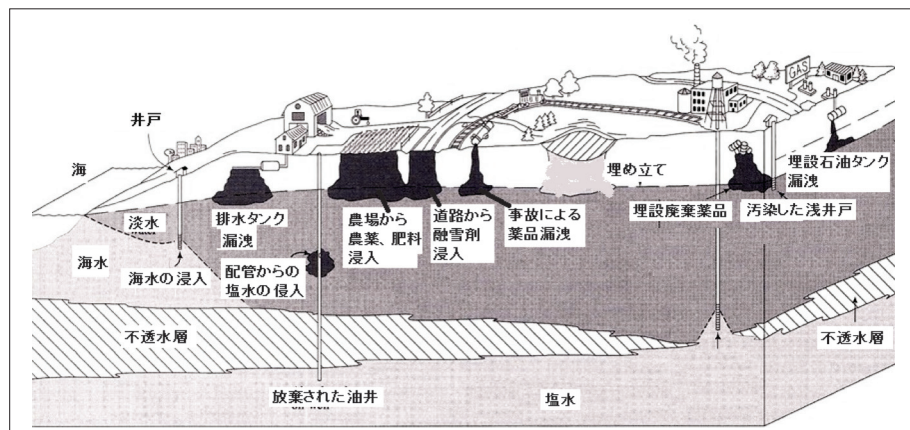 GAS
井戸
海
埋め立て
埋設石油タンク
漏洩
淡水
排水タンク
漏洩
農場から
農薬、肥料
浸入
道路から
融雪剤
浸入
事故による
薬品漏洩
埋設廃棄薬品
汚染した浅井戸
海水
海水の浸入
配管からの
塩水の侵入
不透水層
不透水層
放棄された油井
塩水